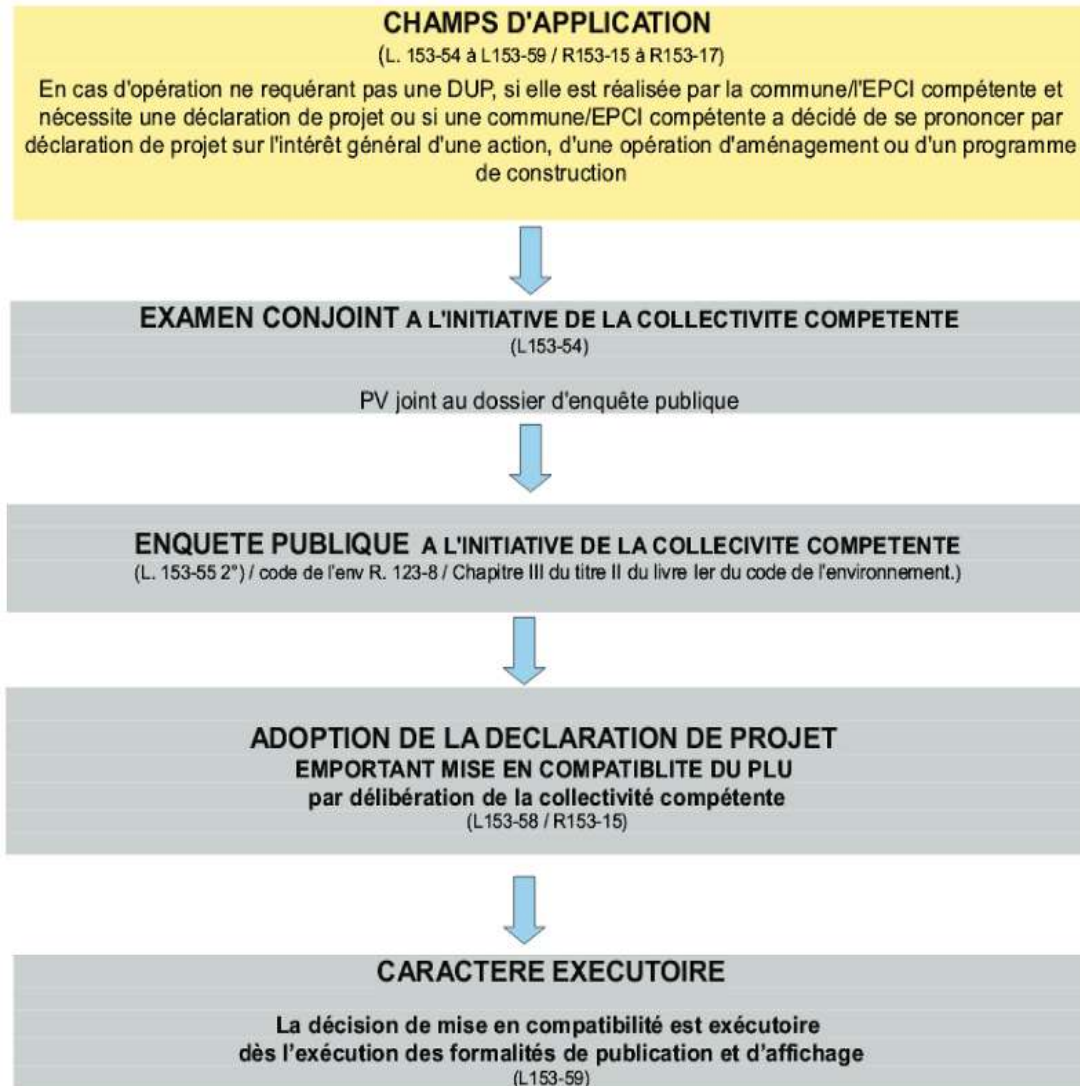 CHAMPS D'APPLICATION
(L. 153-54 à L153-59 / R153-15 à R153-17)
En cas d'opération ne requérant pas une DUP, si elle est réalisée par la commune/l'EPCI compétente et
nécessite une déclaration de projet ou si une commune/EPCI compétente a décidé de se prononcer par
déclaration de projet sur l'intérêt général d'une action, d'une opération d'aménagement ou d'un programme
de construction
EXAMEN CONJOINT A L'INITIATIVE DE LA COLLECTIVITE COMPETENTE
(L153-54)
PV joint au dossier d'enquête publique
ENQUETE PUBLIQUE A L'INITIATIVE DE LA COLLECIVITE COMPETENTE
(L. 153-55 2°) / code de l'env R. 123-8 / Chapitre III du titre II du livre Ier du code de l'environnement.)
ADOPTION DE LA DECLARATION DE PROJET
EMPORTANT MISE EN COMPATIBLITE DU PLU
par délibération de la collectivité compétente
(L153-58 / R153-15)
CARACTERE EXECUTOIRE
La décision de mise en compatibilité est exécutoire
dès l'exécution des formalités de publication et d'affichage
(L153-59)